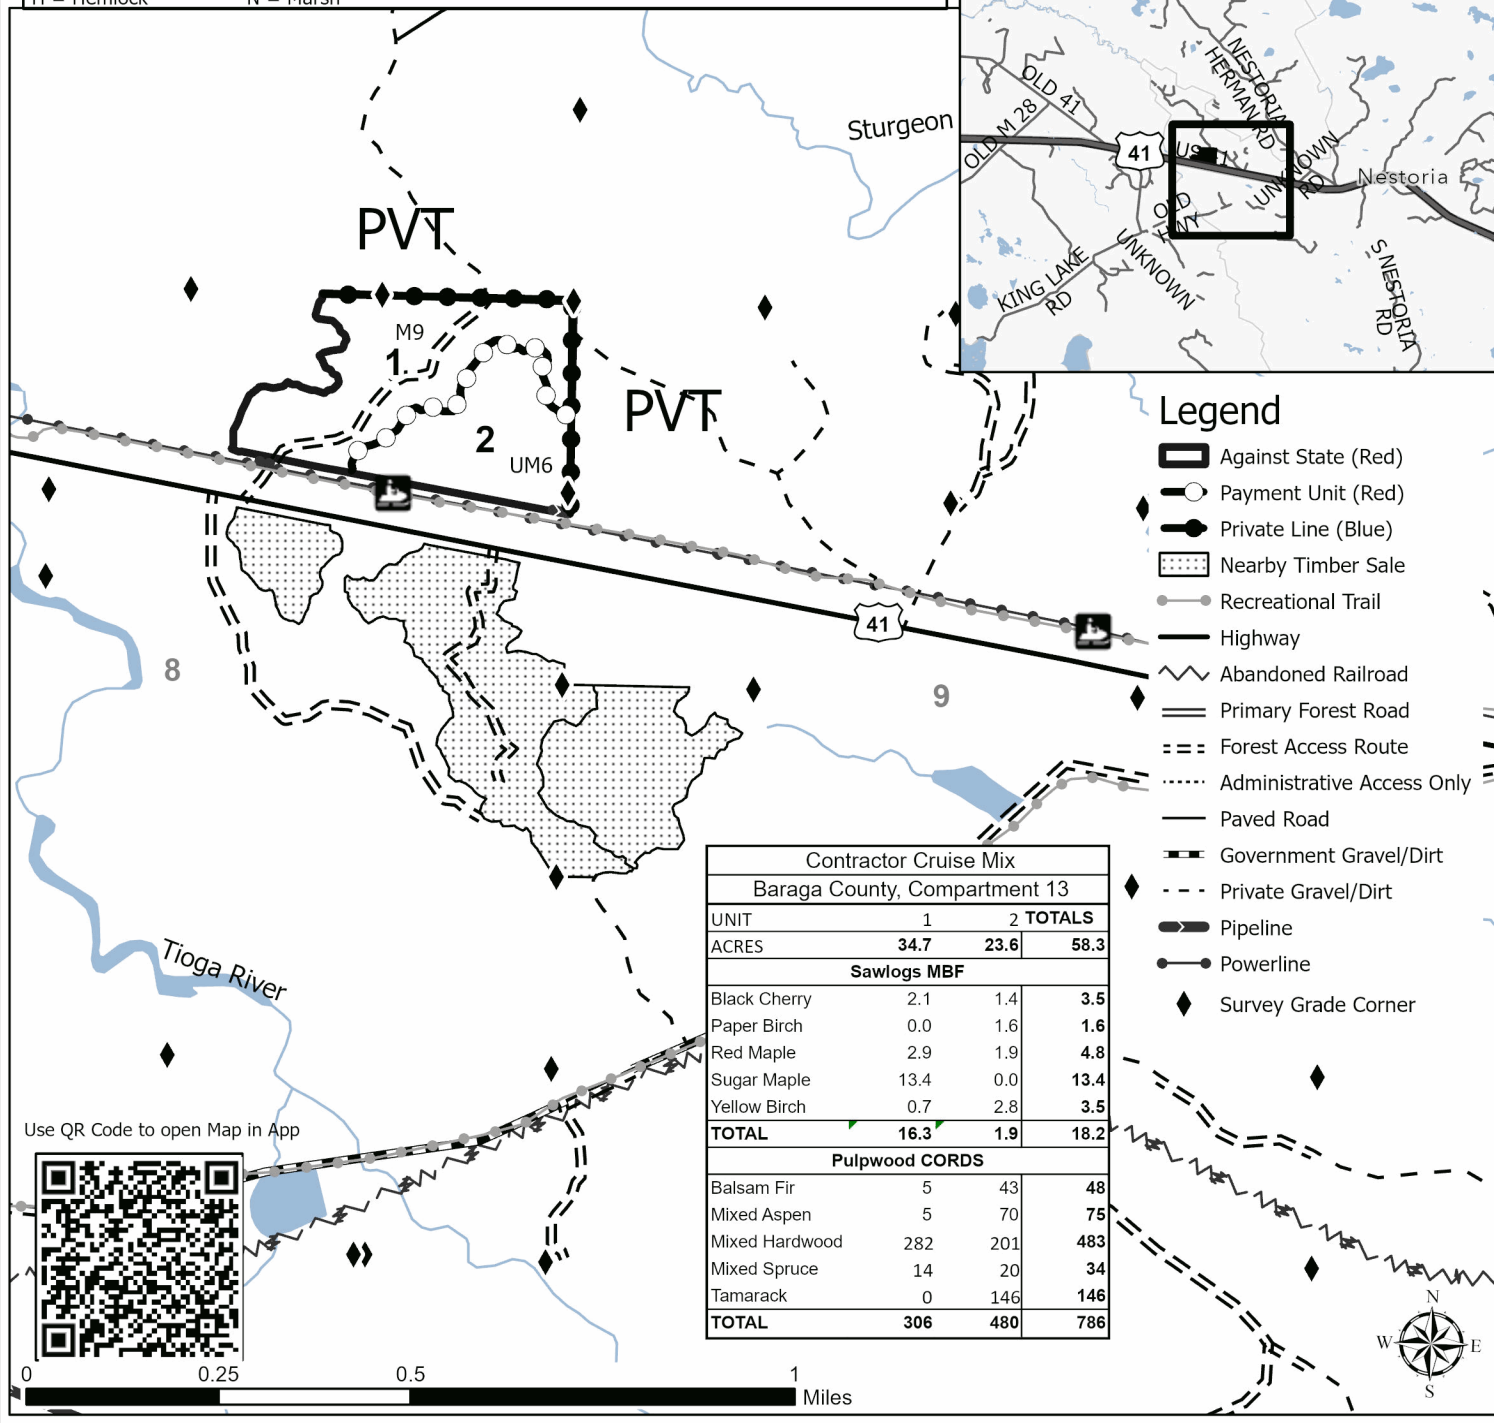 H = Hemlock N = Marsh
Sturgeon
PVT
M9
1
2
UM6
PVT
41
8
9
Tioga River
OLD 41
OLD M 28
NESTORIA
HERMAN RD
41
US 41
UNKNOWN
RD
Nestoria
OLD
HWY
UNKNOWN
KING LAKE
RD
S NESTORIA
RD
Legend
Against State (Red)
Payment Unit (Red)
Private Line (Blue)
Nearby Timber Sale
Recreational Trail
Highway
Abandoned Railroad
Primary Forest Road
Forest Access Route
Administrative Access Only
Paved Road
Government Gravel/Dirt
Private Gravel/Dirt
Pipeline
Powerline
Survey Grade Corner
Contractor Cruise Mix
Baraga County, Compartment 13
UNIT 1 2 TOTALS
ACRES 34.7 23.6 58.3
Sawlogs MBF
Black Cherry 2.1 1.4 3.5
Paper Birch 0.0 1.6 1.6
Red Maple 2.9 1.9 4.8
Sugar Maple 13.4 0.0 13.4
Yellow Birch 0.7 2.8 3.5
TOTAL 16.3 1.9 18.2
Pulpwood CORDS
Balsam Fir 5 43 48
Mixed Aspen 5 70 75
Mixed Hardwood 282 201 483
Mixed Spruce 14 20 34
Tamarack 0 146 146
TOTAL 306 480 786
Use QR Code to open Map in App
0 0.25 0.5 1
Miles
N
W E
S